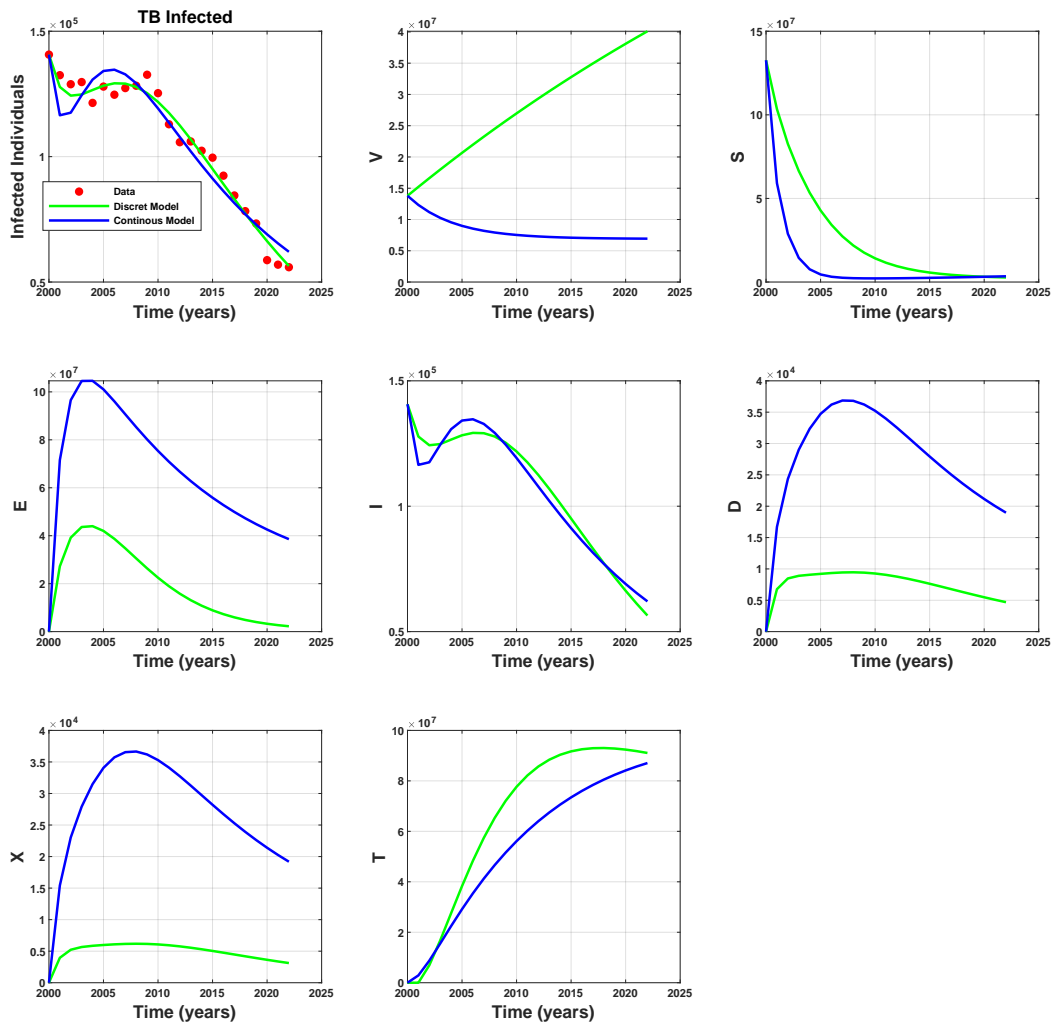 TB Infected
× 10^5
1.5
1
0.5
Infected Individuals
Data
Discret Model
Continous Model
2000 2005 2010 2015 2020 2025
Time (years)
× 10^7
4
3.5
3
2.5
2
1.5
1
0.5
0
V
2000 2005 2010 2015 2020 2025
Time (years)
× 10^7
15
10
5
0
S
2000 2005 2010 2015 2020 2025
Time (years)
× 10^7
10
8
6
4
2
0
E
2000 2005 2010 2015 2020 2025
Time (years)
× 10^5
1.5
1
0.5
I
2000 2005 2010 2015 2020 2025
Time (years)
× 10^4
4
3.5
3
2.5
2
1.5
1
0.5
0
D
2000 2005 2010 2015 2020 2025
Time (years)
× 10^4
4
3.5
3
2.5
2
1.5
1
0.5
0
X
2000 2005 2010 2015 2020 2025
Time (years)
× 10^7
10
8
6
4
2
0
T
2000 2005 2010 2015 2020 2025
Time (years)